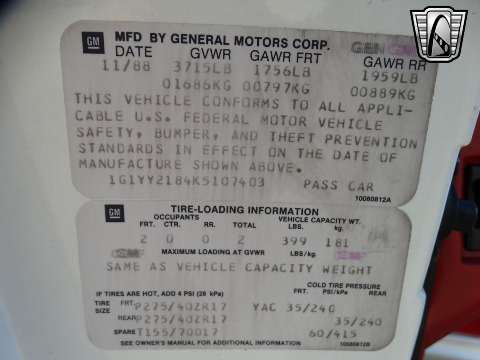 GM MFD BY GENERAL MOTORS CORP.
DATE GVWR GAWR FRT GAWR RR
11/88 3715LB 1756LB 1959LB
01686KG 00797KG 00889KG
THIS VEHICLE CONFORMS TO ALL APPLI-
CABLE U.S. FEDERAL MOTOR VEHICLE
SAFETY, BUMPER, AND THEFT PREVENTION
STANDARDS IN EFFECT ON THE DATE OF
MANUFACTURE SHOWN ABOVE.
1G1YY2184K5107403 PASS CAR
10080812A
GM TIRE-LOADING INFORMATION
OCCUPANTS VEHICLE CAPACITY WT.
FRT. CTR. RR. TOTAL LBS. KG.
2 0 0 2 399 181
MAXIMUM LOADING AT GVWR LBS./kg.
SAME AS VEHICLE CAPACITY WEIGHT
IF TIRES ARE HOT, ADD 4 PSI (28 kPa)
COLD TIRE PRESSURE
TIRE FRT. PSI/kPa REAR
SIZE P275/40ZR17 YAC 35/240
REAR P275/40ZR17 35/240
SPARE T155/70D17 60/415
SEE OWNER'S MANUAL FOR ADDITIONAL INFORMATION 10080812B